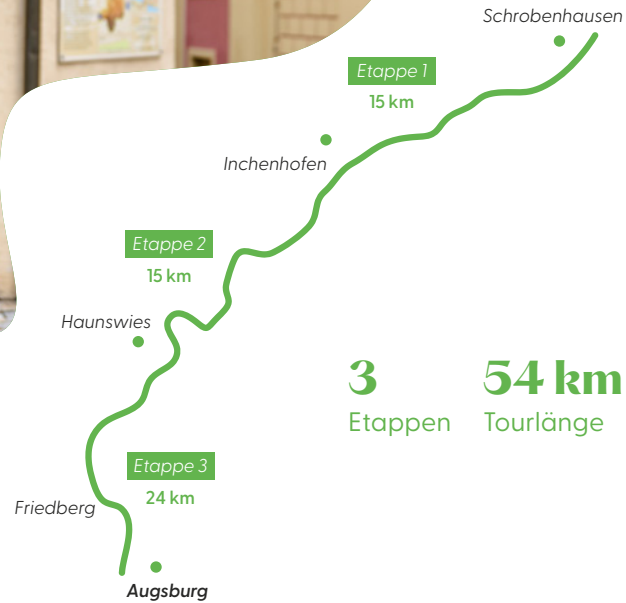 Schrobenhausen
Etappe 1
15 km
Inchenhofen
Etappe 2
15 km
Haunswies
3
Etappen
54 km
Tourlänge
Etappe 3
24 km
Friedberg
Augsburg